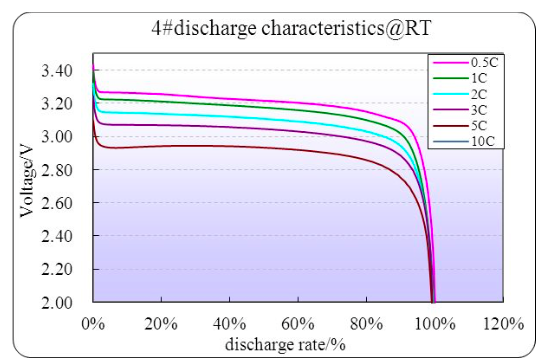 4#discharge characteristics@RT
3.40
3.20
3.00
2.80
2.60
2.40
2.20
2.00
Voltage/V
0.5C
1C
2C
3C
5C
10C
0% 20% 40% 60% 80% 100% 120%
discharge rate/%